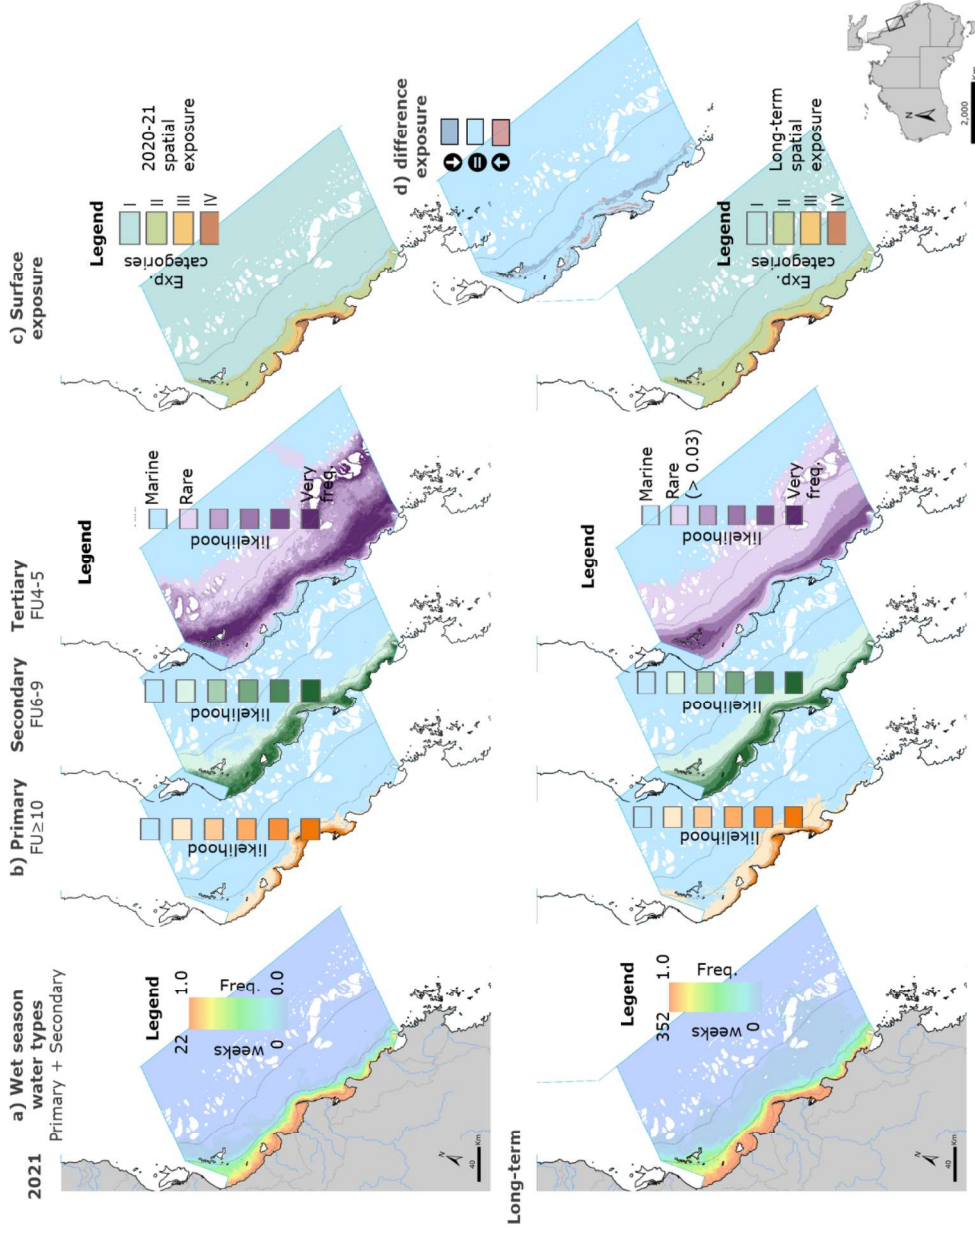 a) Wet season
water types
Primary + Secondary
b) Primary
FU≥10
Secondary
FU6-9
Tertiary
FU4-5
c) Surface
exposure
2021
Legend
22
1.0
Weeks
Freq.
0
0.0
N
40
Km
likelihood
likelihood
Legend
Marine
Rare
likelihood
Very
freq.
Legend
Exp.
categories
I
II
III
IV
2020-21
spatial
exposure
d) difference
exposure
=
Long-term
Legend
352
1.0
Weeks
Freq.
0
N
40
Km
likelihood
likelihood
Legend
Marine
Rare
(> 0.03)
likelihood
Very
freq.
Legend
Exp.
categories
I
II
III
IV
Long-term
spatial
exposure
N
2,000
Km